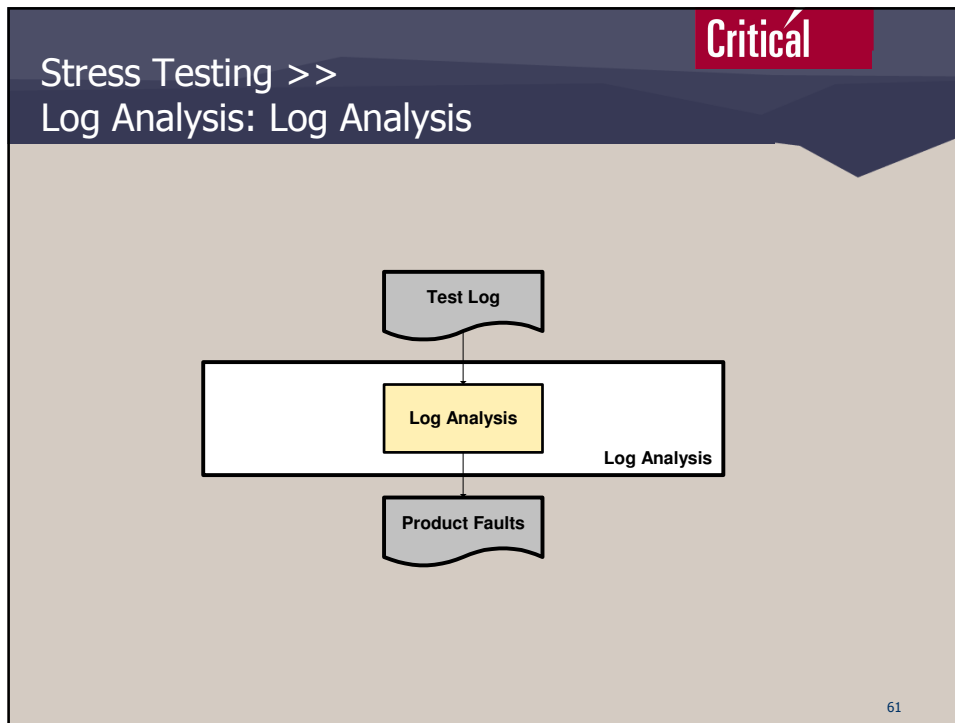 Critical
Stress Testing >>
Log Analysis: Log Analysis
Test Log
Log Analysis
Log Analysis
Product Faults
61